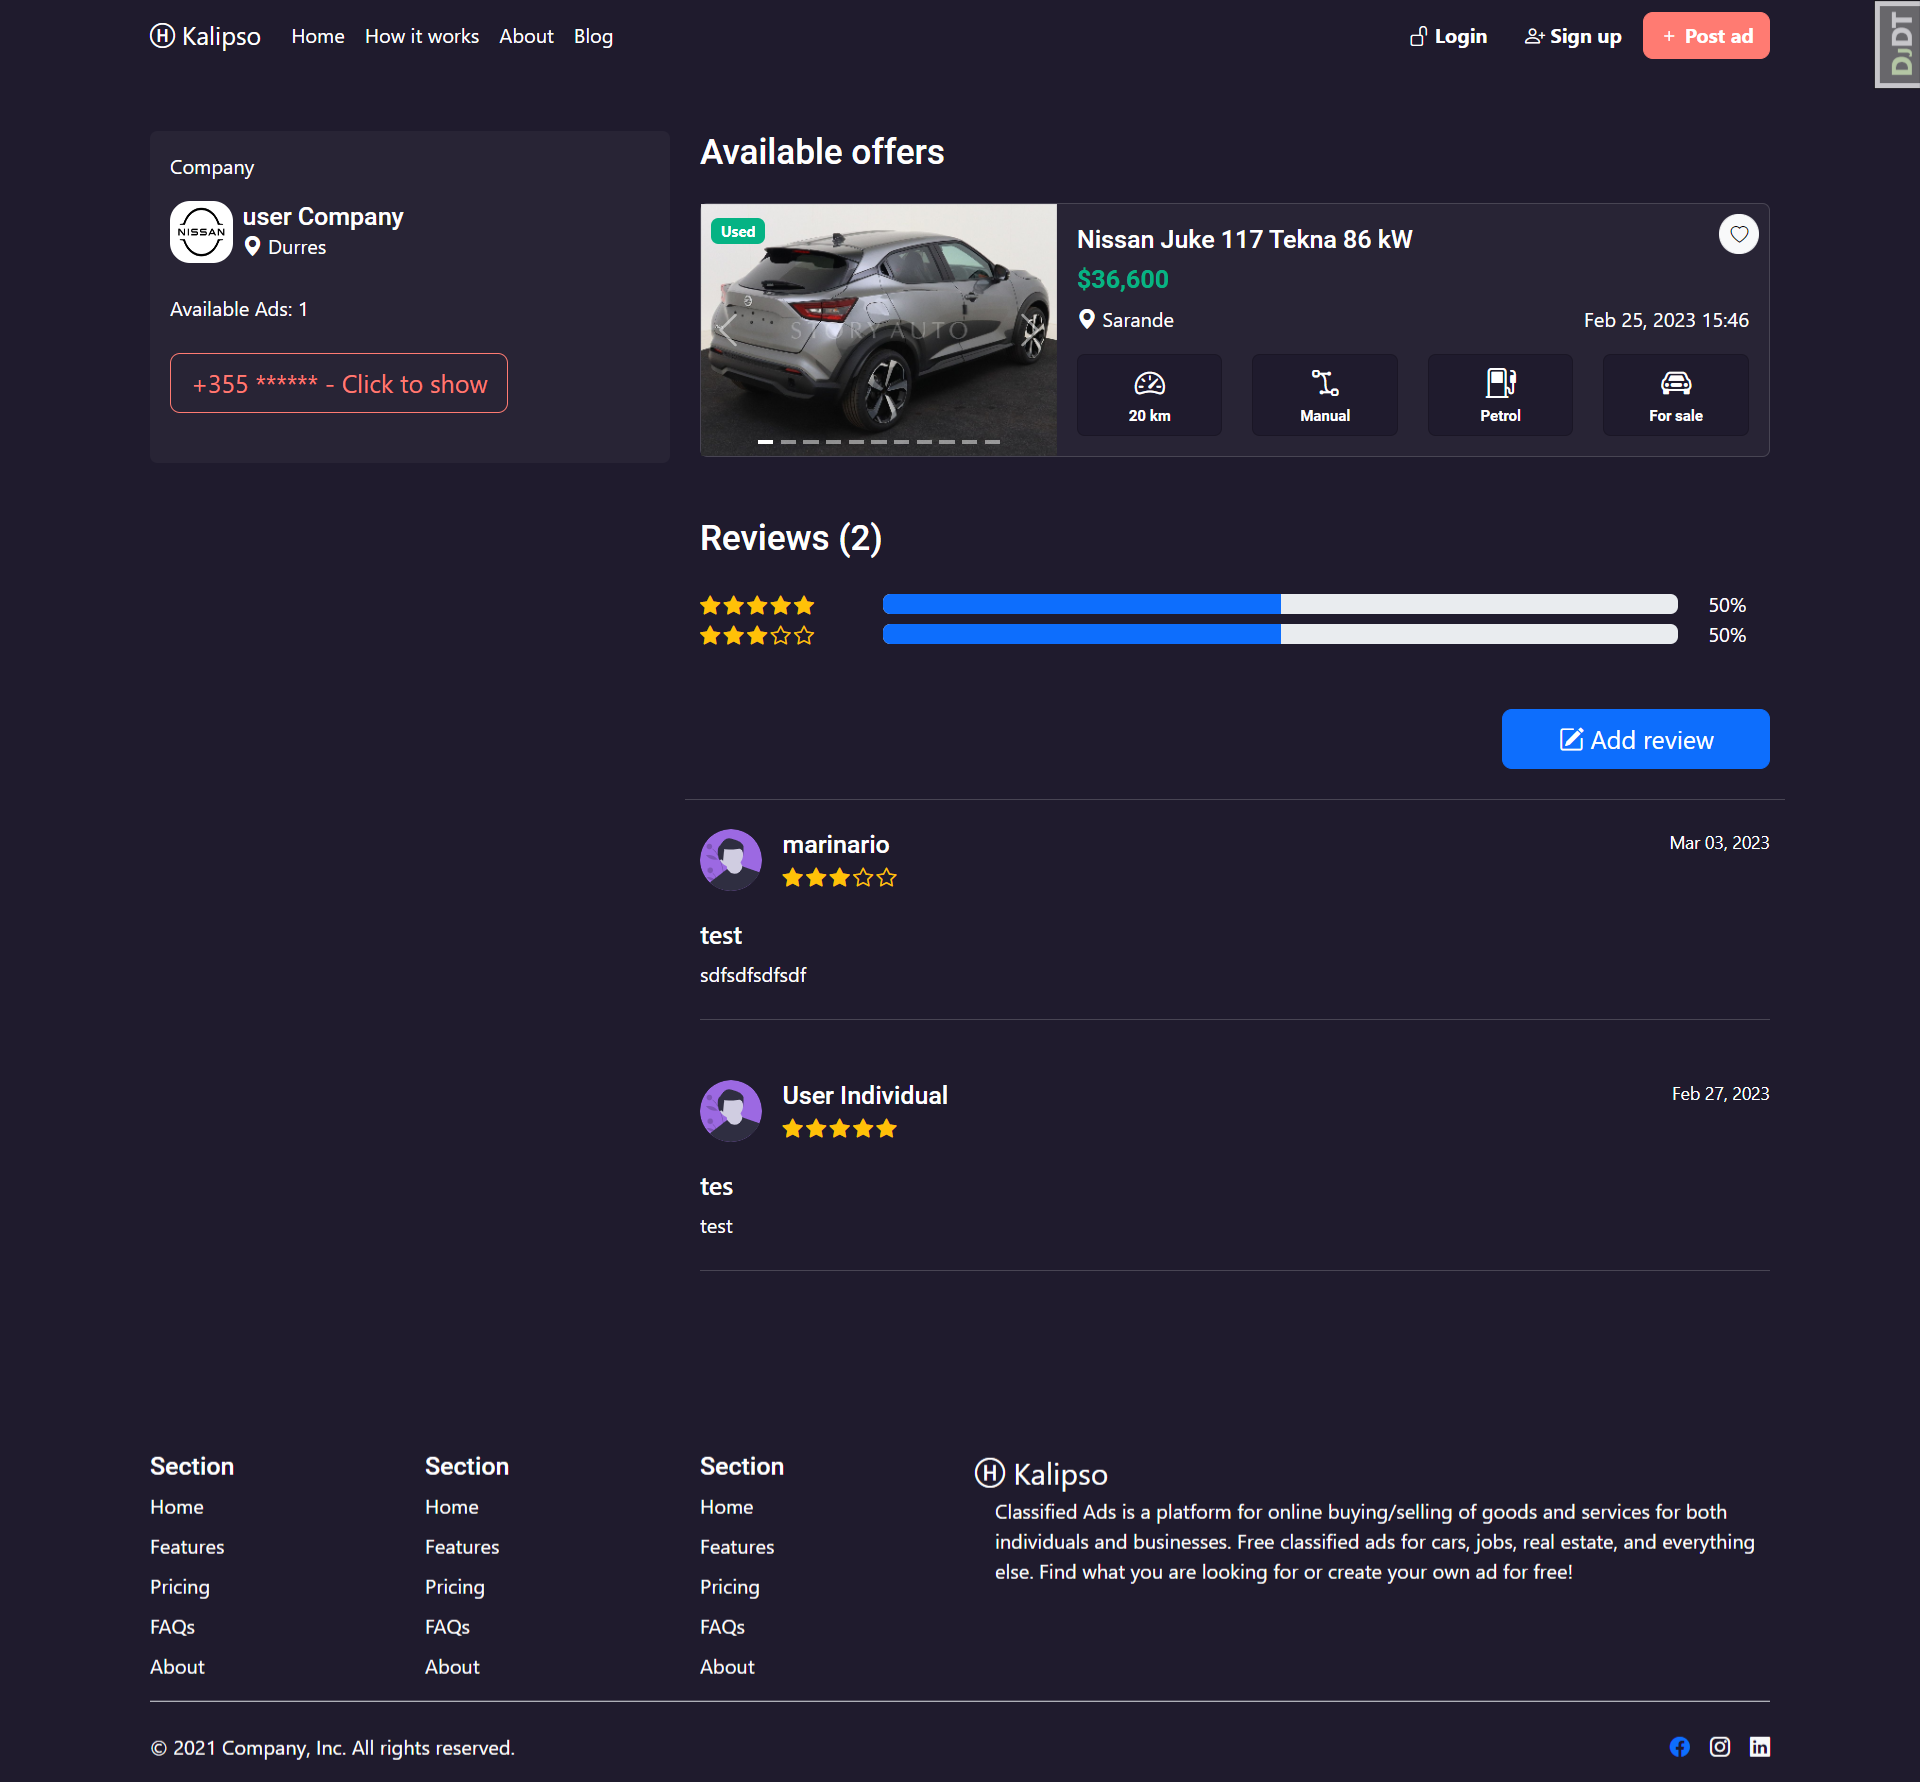 Kalipso
Home
How it works
About
Blog
Login
Sign up
+ Post ad
DJDT
Company
NISSAN
user Company
Durres
Available Ads: 1
+355 ****** - Click to show
Available offers
Used
STORY AUTO
Nissan Juke 117 Tekna 86 kW
$36,600
Sarande
Feb 25, 2023 15:46
20 km
Manual
Petrol
For sale
Reviews (2)
50%
50%
Add review
marinario
Mar 03, 2023
test
sdfsdfsdfsdf
User Individual
Feb 27, 2023
tes
test
Section
Home
Features
Pricing
FAQs
About
Section
Home
Features
Pricing
FAQs
About
Section
Home
Features
Pricing
FAQs
About
Kalipso
Classified Ads is a platform for online buying/selling of goods and services for both
individuals and businesses. Free classified ads for cars, jobs, real estate, and everything
else. Find what you are looking for or create your own ad for free!
© 2021 Company, Inc. All rights reserved.